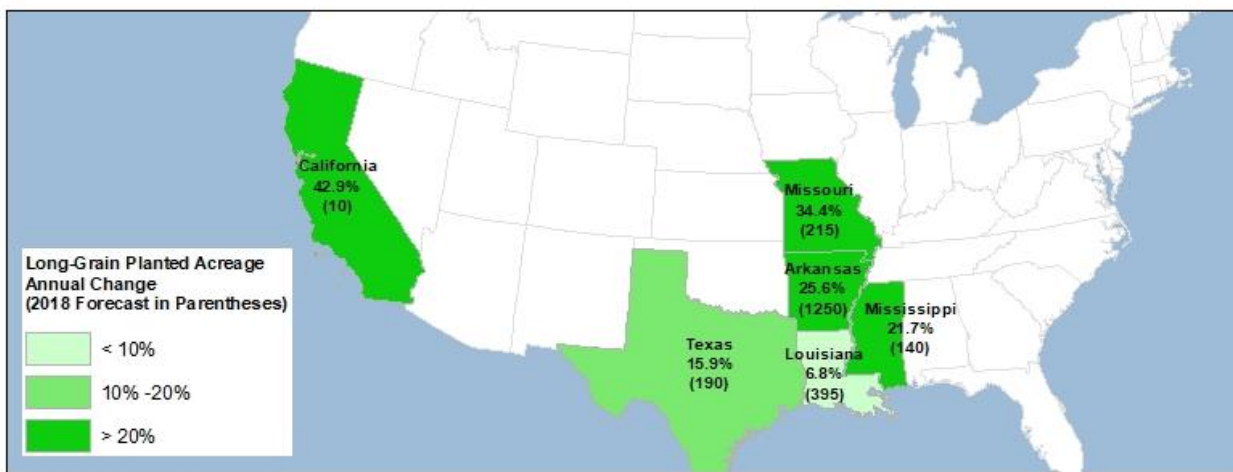 California
42.9%
(10)
Missouri
34.4%
(215)
Arkansas
25.6%
(1250)
Mississippi
21.7%
(140)
Texas
15.9%
(190)
Louisiana
6.8%
(395)
Long-Grain Planted Acreage
Annual Change
(2018 Forecast in Parentheses)
< 10%
10% -20%
> 20%